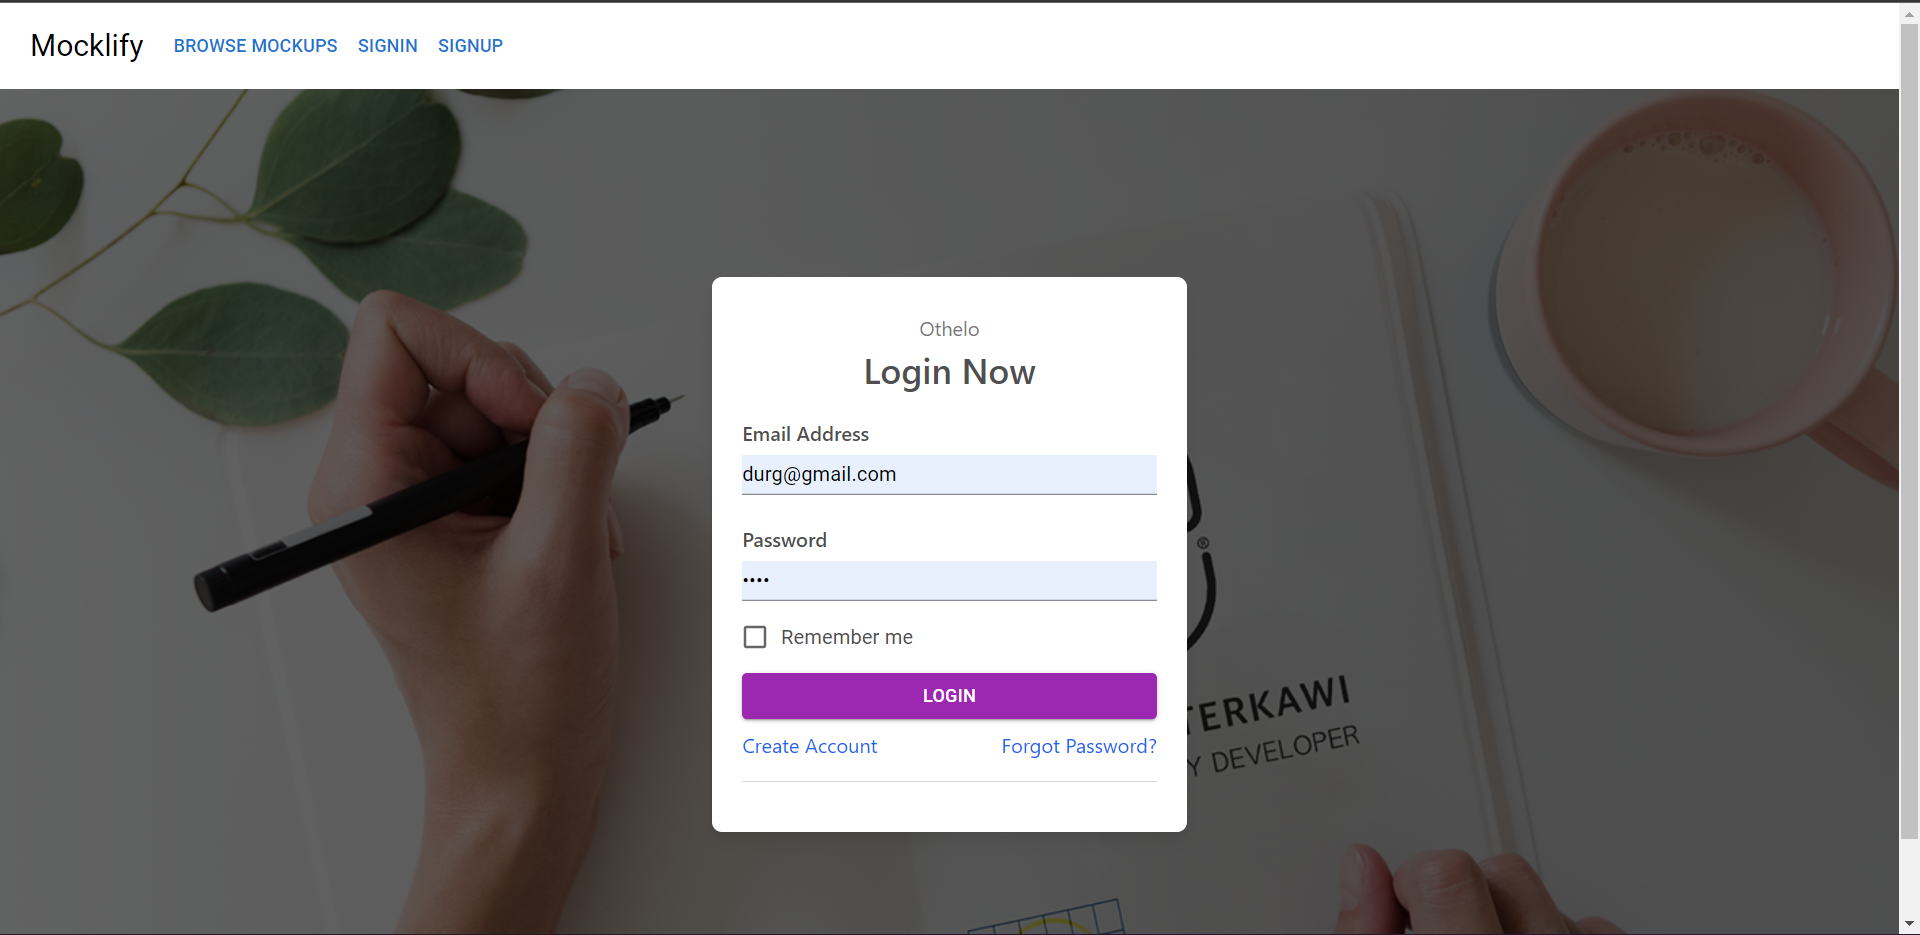 Mocklify BROWSE MOCKUPS SIGNIN SIGNUP
Othelo
Login Now
Email Address
durg@gmail.com
Password
••••
Remember me
LOGIN
Create Account Forgot Password?
TERKAWI
Y DEVELOPER
®